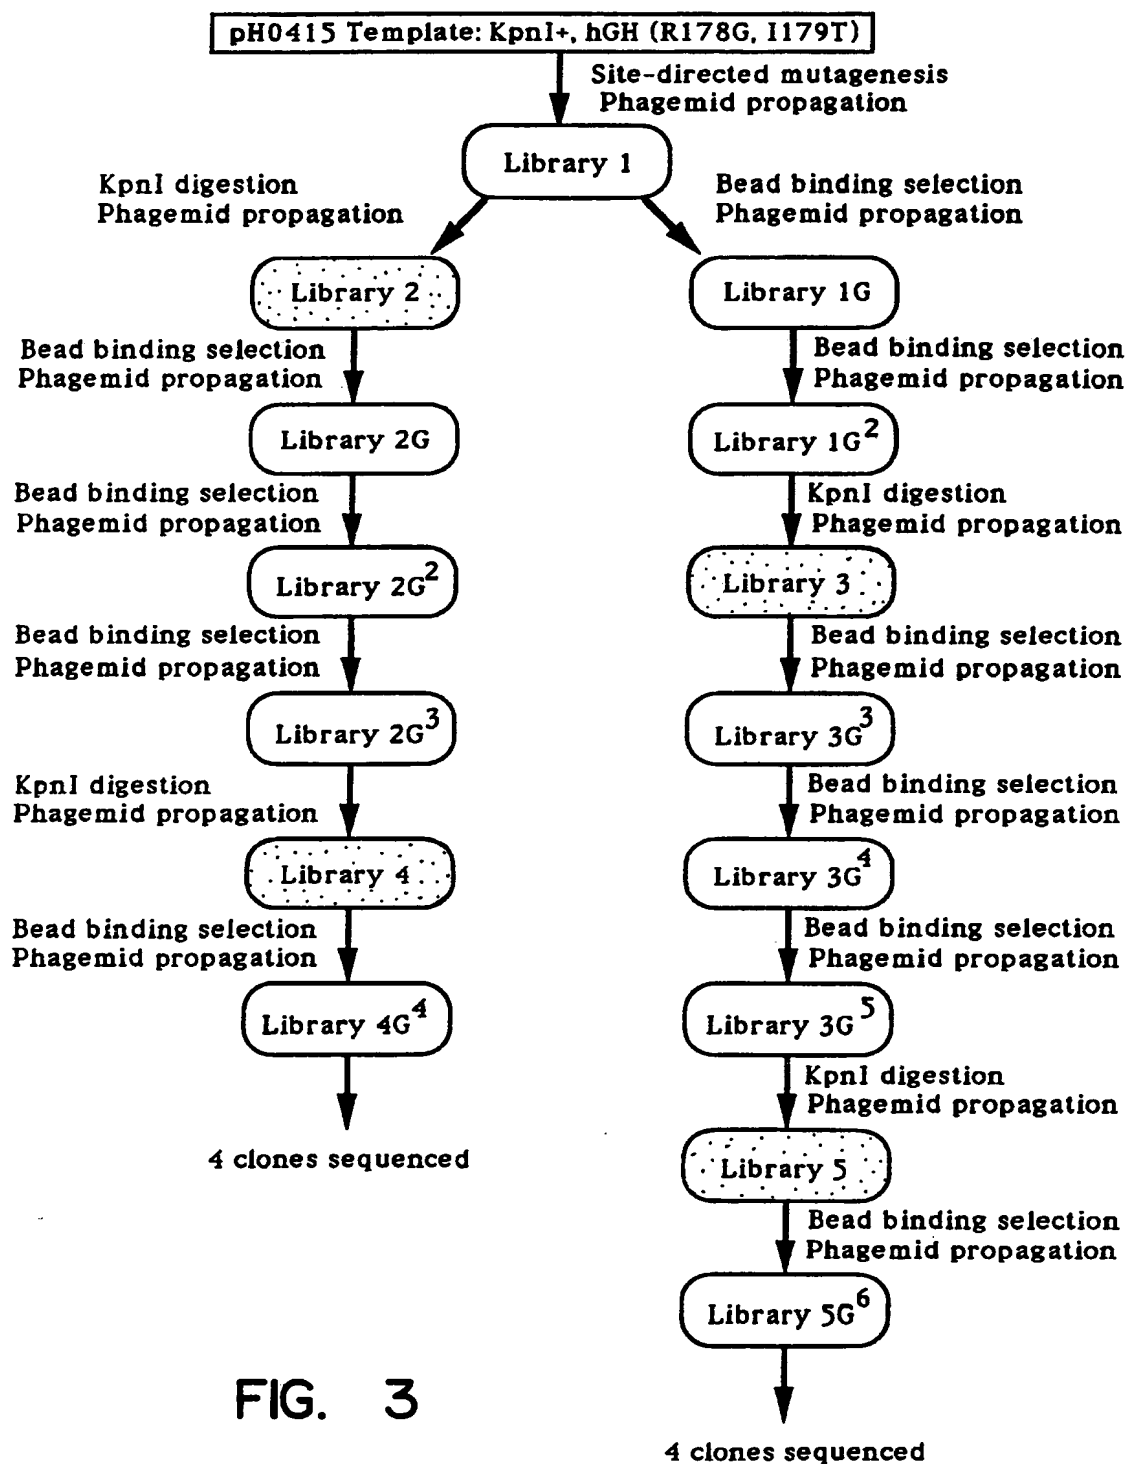 pH0415 Template: KpnI+, hGH (R178G, I179T)
Site-directed mutagenesis
Phagemid propagation
Library 1
KpnI digestion
Phagemid propagation
Bead binding selection
Phagemid propagation
Library 2
Library 1G
Bead binding selection
Phagemid propagation
Bead binding selection
Phagemid propagation
Library 2G
Library 1G²
Bead binding selection
Phagemid propagation
KpnI digestion
Phagemid propagation
Library 2G²
Library 3
Bead binding selection
Phagemid propagation
Bead binding selection
Phagemid propagation
Library 2G³
Library 3G³
KpnI digestion
Phagemid propagation
Bead binding selection
Phagemid propagation
Library 4
Library 3G⁴
Bead binding selection
Phagemid propagation
Bead binding selection
Phagemid propagation
Library 4G⁴
Library 3G⁵
KpnI digestion
Phagemid propagation
4 clones sequenced
Library 5
Bead binding selection
Phagemid propagation
Library 5G⁶
FIG. 3
4 clones sequenced